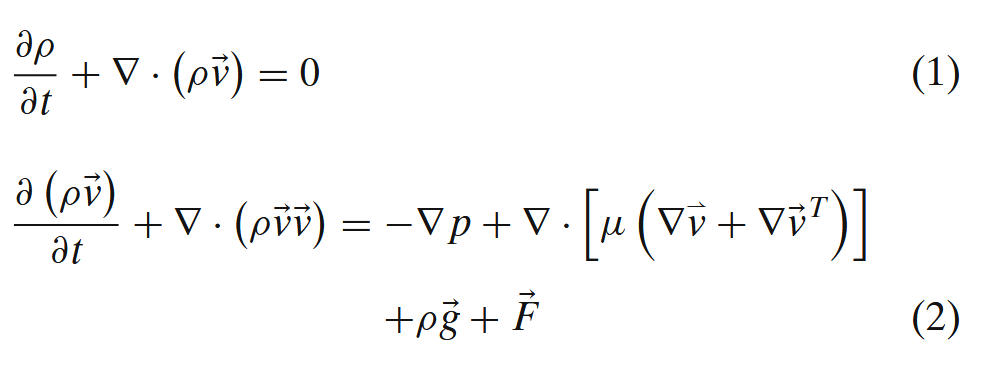 ∂ρ/∂t + ∇ · (ρv⃗) = 0 (1)
∂(ρv⃗)/∂t + ∇ · (ρv⃗v⃗) = −∇p + ∇ · [μ(∇v⃗ + ∇v⃗ᵀ)]
+ρg⃗ + F⃗ (2)